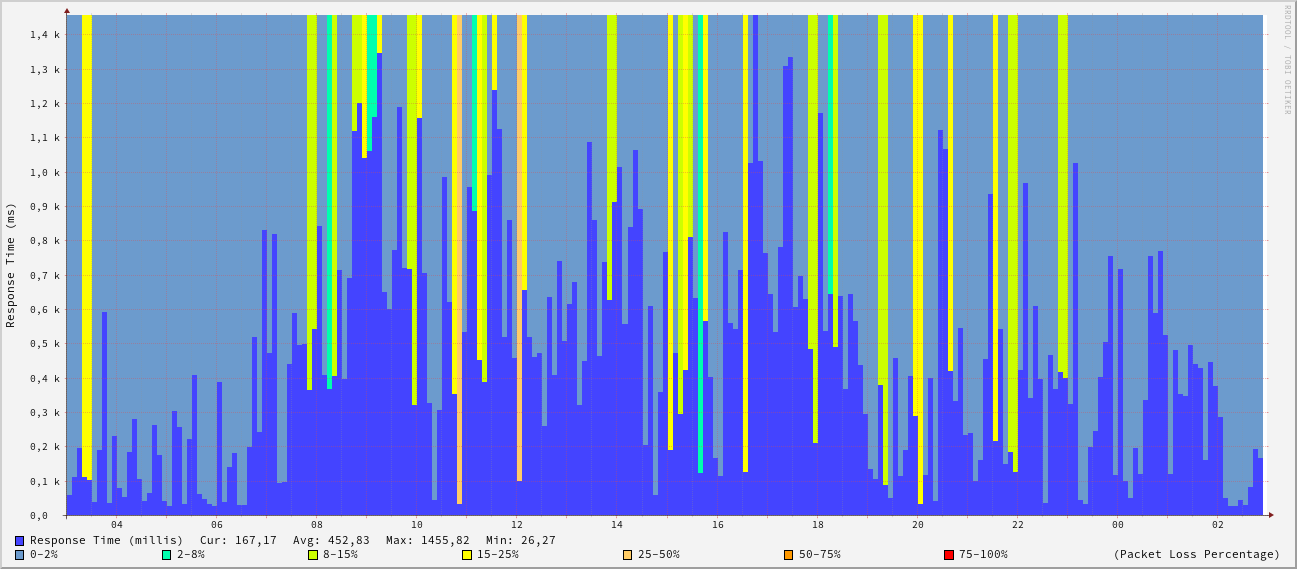 RRDTOOL / TOBI OETIKER
Response Time (ms)
1,4 k
1,3 k
1,2 k
1,1 k
1,0 k
0,9 k
0,8 k
0,7 k
0,6 k
0,5 k
0,4 k
0,3 k
0,2 k
0,1 k
0,0
04 06 08 10 12 14 16 18 20 22 00 02
Response Time (millis) Cur: 167,17 Avg: 452,83 Max: 1455,82 Min: 26,27
0-2% 2-8% 8-15% 15-25% 25-50% 50-75% 75-100% (Packet Loss Percentage)